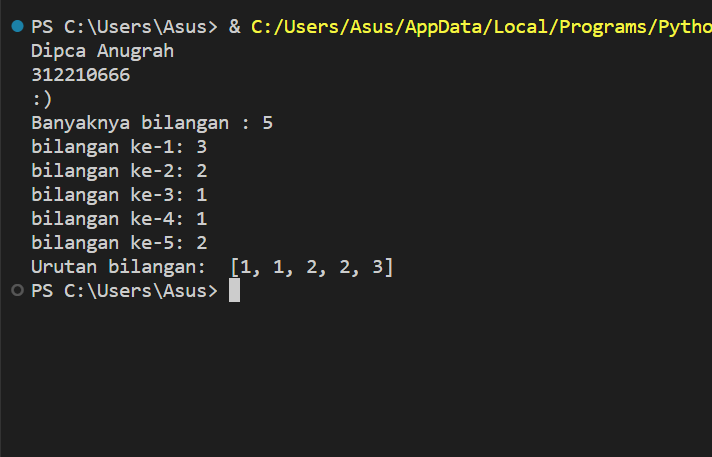 PS C:\Users\Asus> & C:/Users/Asus/AppData/Local/Programs/Pytho
Dipca Anugrah
312210666
:)
Banyaknya bilangan : 5
bilangan ke-1: 3
bilangan ke-2: 2
bilangan ke-3: 1
bilangan ke-4: 1
bilangan ke-5: 2
Urutan bilangan:  [1, 1, 2, 2, 3]
PS C:\Users\Asus>